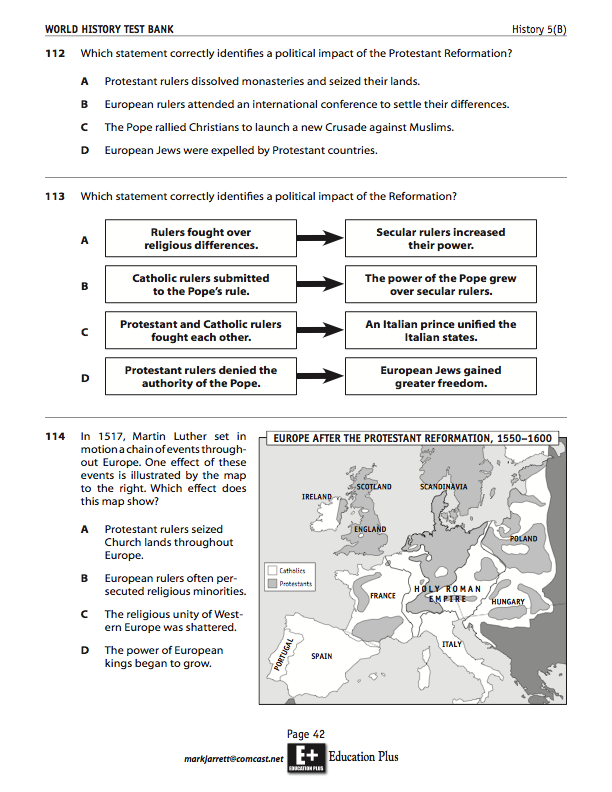 WORLD HISTORY TEST BANK History 5(B)
112 Which statement correctly identifies a political impact of the Protestant Reformation?
A Protestant rulers dissolved monasteries and seized their lands.
B European rulers attended an international conference to settle their differences.
C The Pope rallied Christians to launch a new Crusade against Muslims.
D European Jews were expelled by Protestant countries.
113 Which statement correctly identifies a political impact of the Reformation?
A
Rulers fought over
religious differences.
Secular rulers increased
their power.
B
Catholic rulers submitted
to the Pope's rule.
The power of the Pope grew
over secular rulers.
C
Protestant and Catholic rulers
fought each other.
An Italian prince unified the
Italian states.
D
Protestant rulers denied the
authority of the Pope.
European Jews gained
greater freedom.
114 In 1517, Martin Luther set in
motion a chain of events through-
out Europe. One effect of these
events is illustrated by the map
to the right. Which effect does
this map show?
A Protestant rulers seized
Church lands throughout
Europe.
B European rulers often per-
secuted religious minorities.
C The religious unity of West-
ern Europe was shattered.
D The power of European
kings began to grow.
EUROPE AFTER THE PROTESTANT REFORMATION, 1550–1600
SCOTLAND
SCANDINAVIA
IRELAND
ENGLAND
POLAND
Catholics
Protestants
HOLY ROMAN
EMPIRE
FRANCE
HUNGARY
ITALY
PORTUGAL
SPAIN
Page 42
markjarrett@comcast.net
E+
EDUCATION PLUS
Education Plus